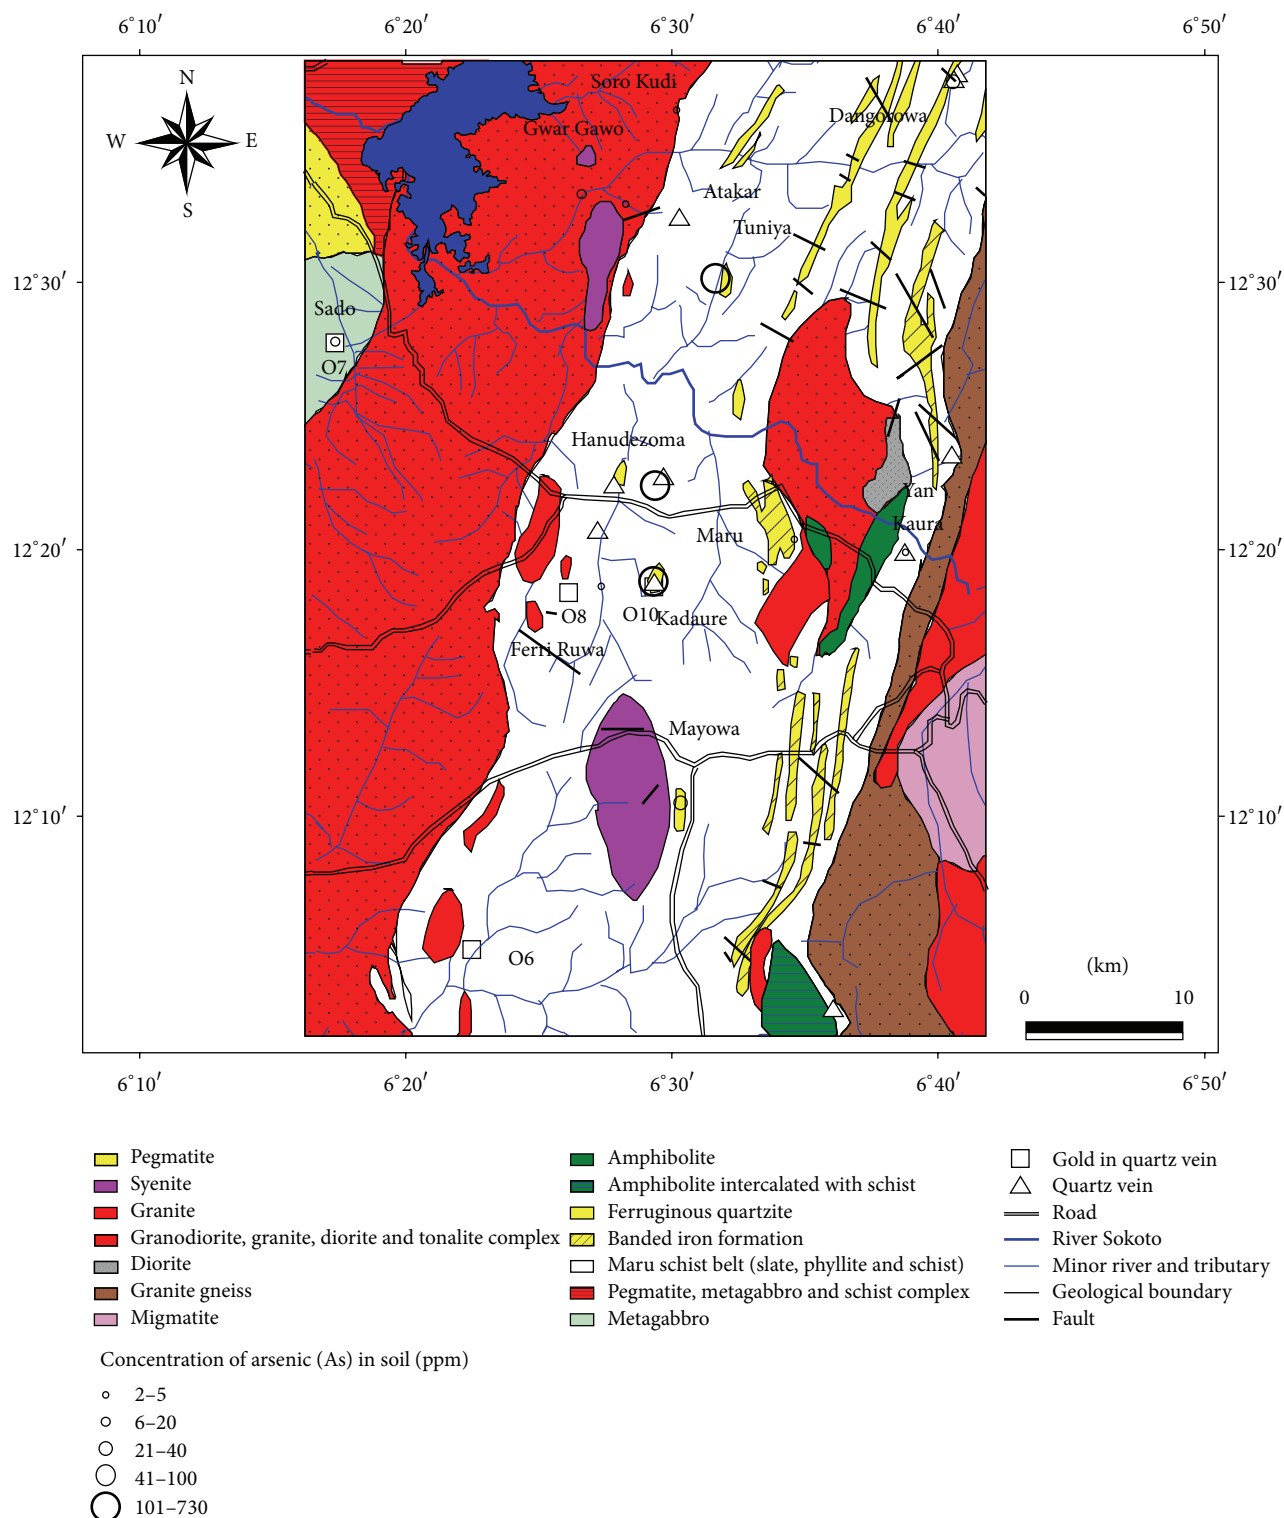 6°10′ 6°20′ 6°30′ 6°40′ 6°50′
N
W E
S
Soro Kudi
Gwar Gawo
Dangorowa
Atakar
Tuniya
12°30′ 12°30′
Sado
O7
Hanudezoma
Yan
Kaura
Maru
12°20′ 12°20′
O8
O10
Kadaure
Ferri Ruwa
Mayowa
12°10′ 12°10′
O6
(km)
0 10
6°10′ 6°20′ 6°30′ 6°40′ 6°50′
Pegmatite
Syenite
Granite
Granodiorite, granite, diorite and tonalite complex
Diorite
Granite gneiss
Migmatite
Amphibolite
Amphibolite intercalated with schist
Ferruginous quartzite
Banded iron formation
Maru schist belt (slate, phyllite and schist)
Pegmatite, metagabbro and schist complex
Metagabbro
Gold in quartz vein
Quartz vein
Road
River Sokoto
Minor river and tributary
Geological boundary
Fault
Concentration of arsenic (As) in soil (ppm)
2–5
6–20
21–40
41–100
101–730